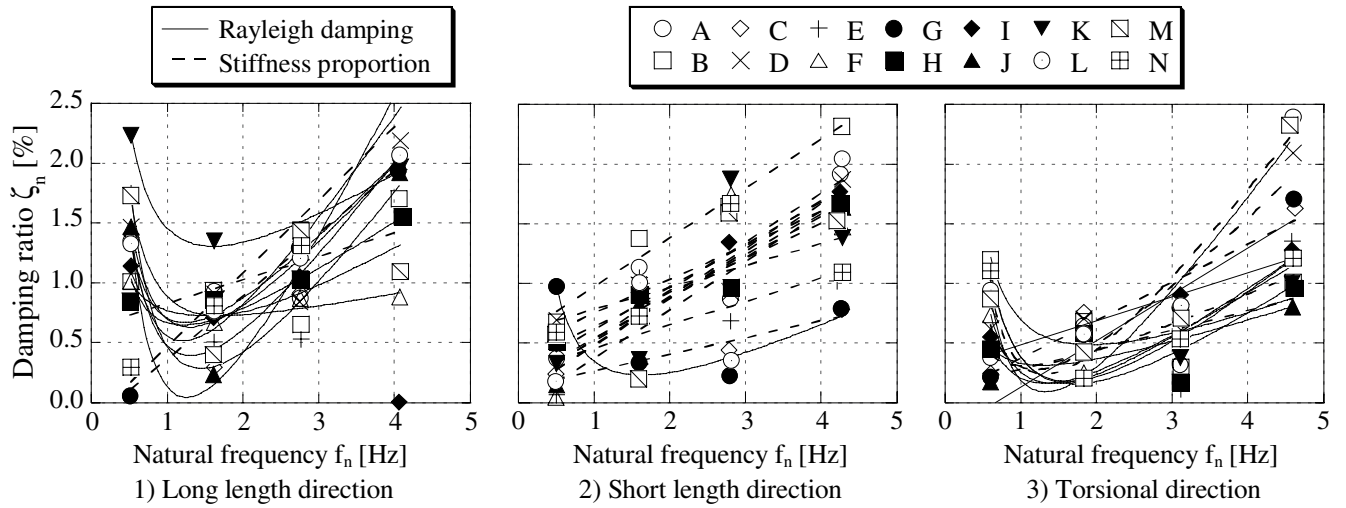 Rayleigh damping
Stiffness proportion
A C E G I K M
B D F H J L N
Damping ratio ζn [%]
2.5
2.0
1.5
1.0
0.5
0.0
0 1 2 3 4 5
0 1 2 3 4 5
0 1 2 3 4 5
Natural frequency fn [Hz]
Natural frequency fn [Hz]
Natural frequency fn [Hz]
1) Long length direction
2) Short length direction
3) Torsional direction